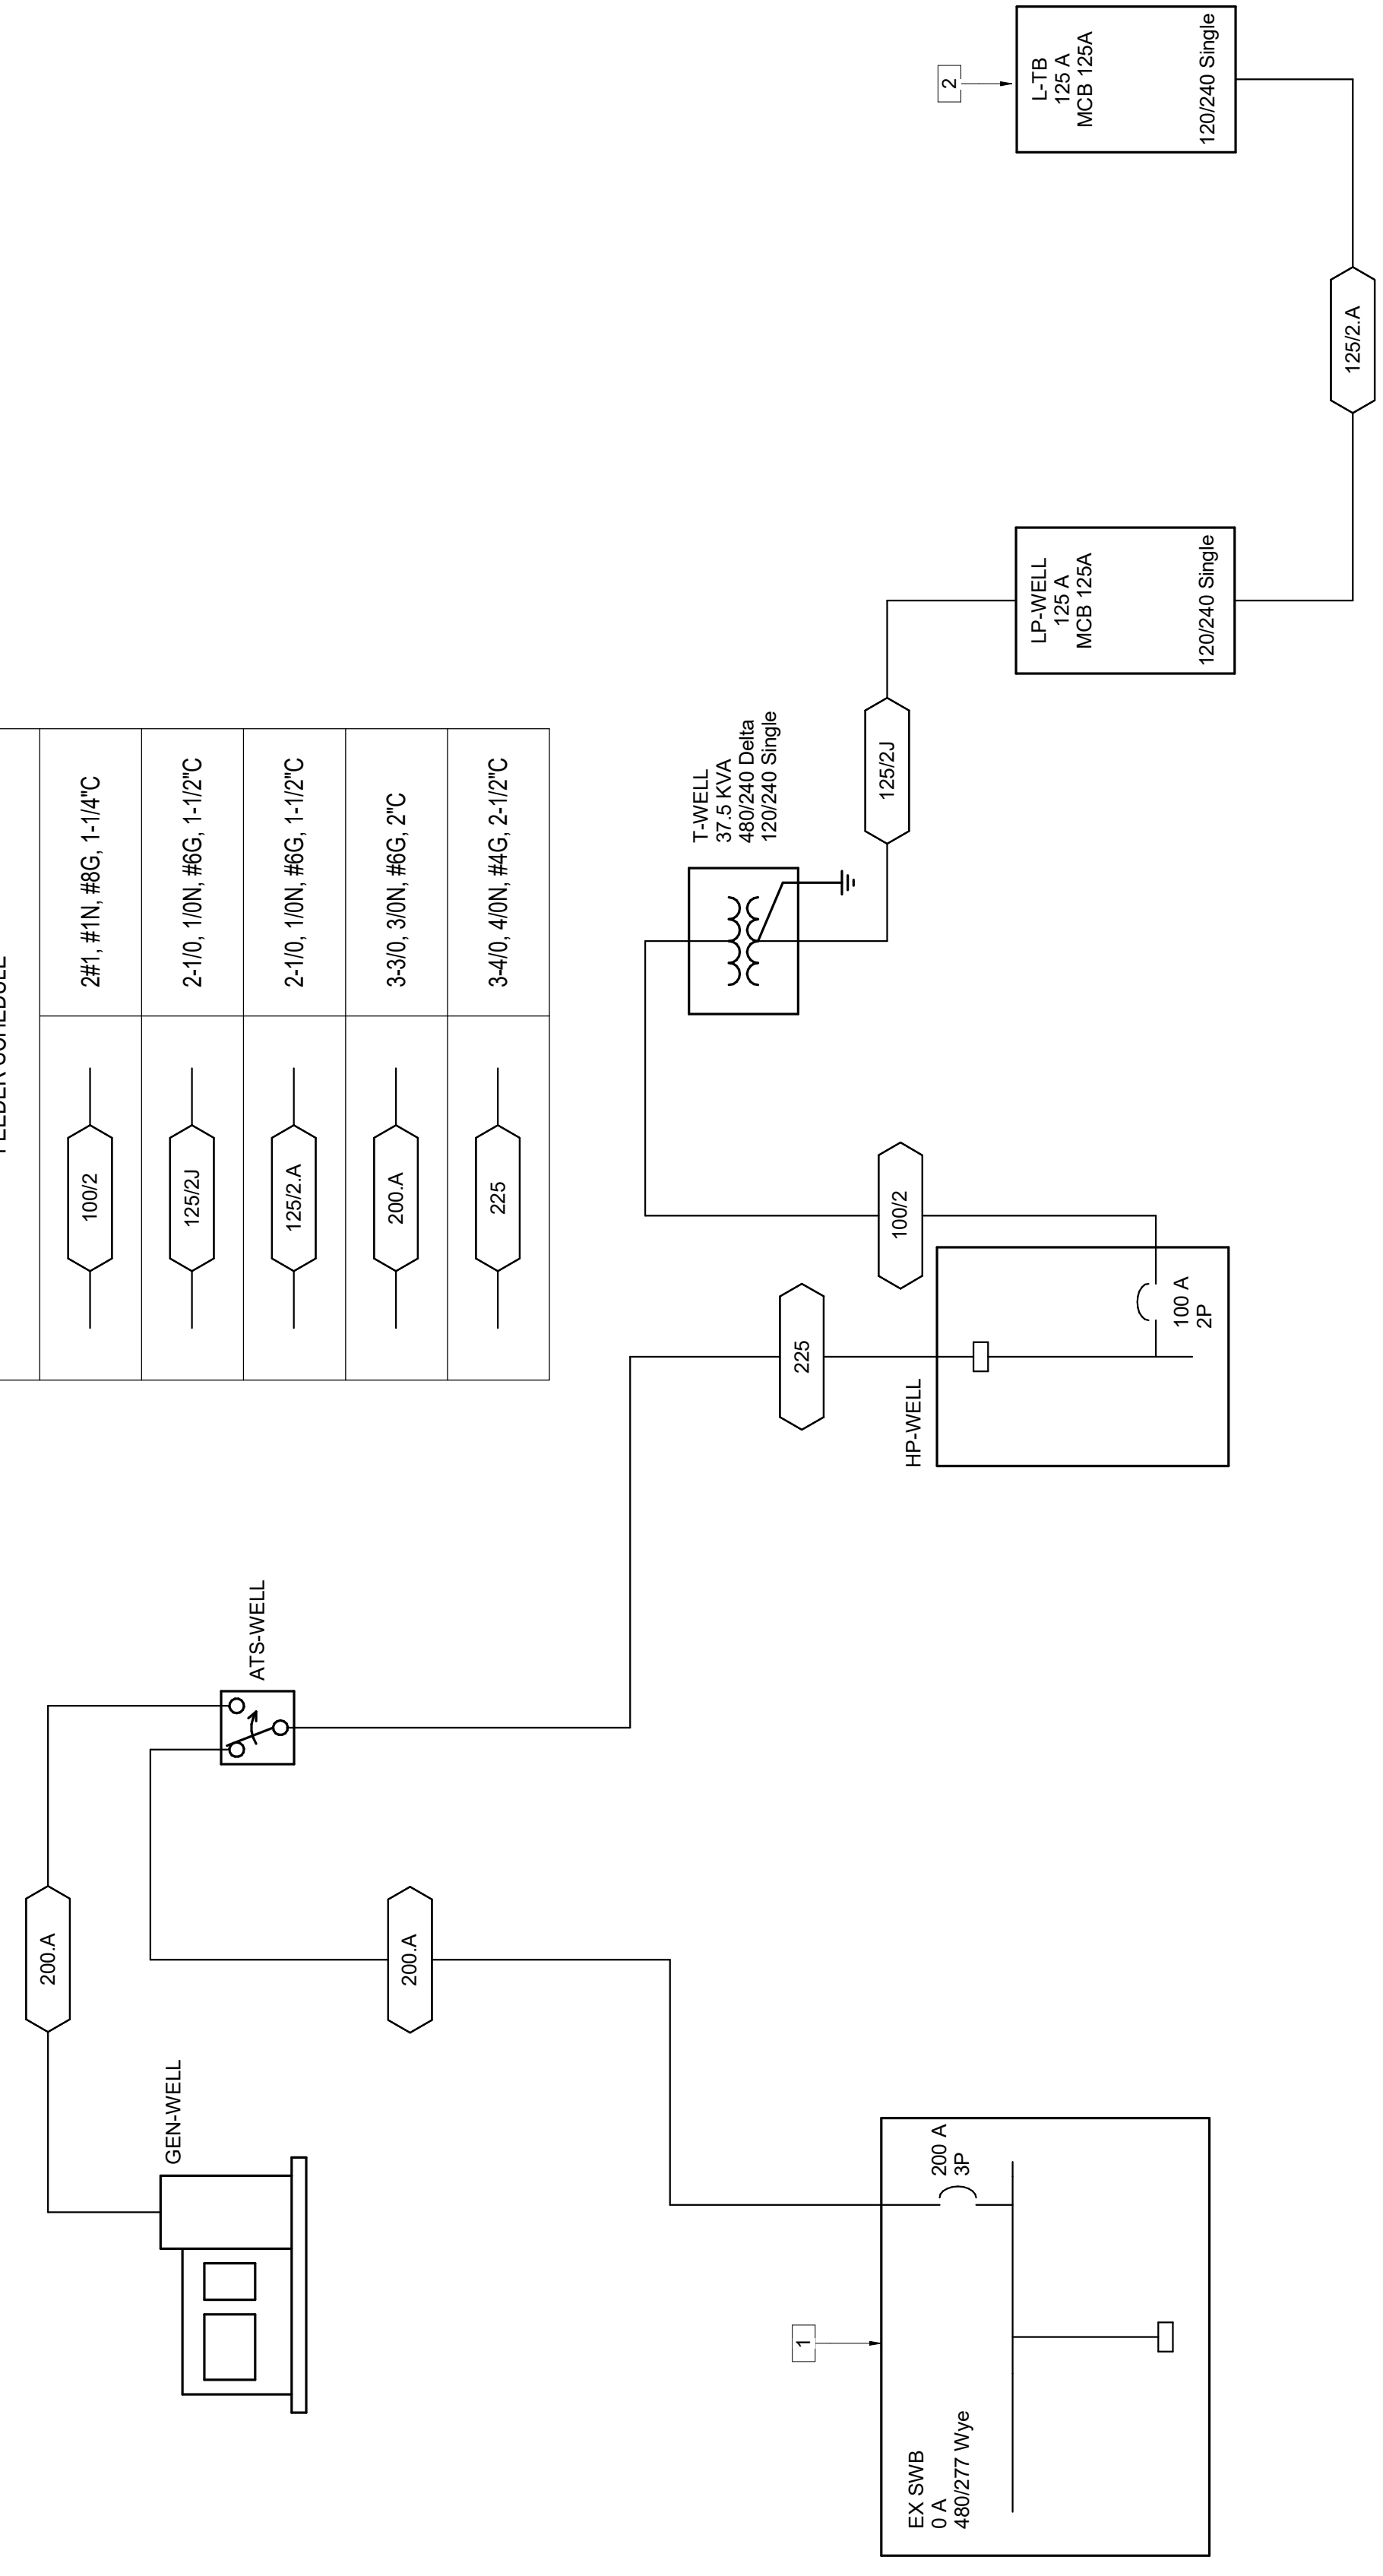 FEEDER SCHEDULE
100/2
2#1, #1N, #8G, 1-1/4"C
125/2J
2-1/0, 1/0N, #6G, 1-1/2"C
125/2.A
2-1/0, 1/0N, #6G, 1-1/2"C
200.A
3-3/0, 3/0N, #6G, 2"C
225
3-4/0, 4/0N, #4G, 2-1/2"C
200.A
GEN-WELL
ATS-WELL
200.A
1
EX SWB
0 A
480/277 Wye
200 A
3P
225
HP-WELL
100 A
2P
100/2
T-WELL
37.5 KVA
480/240 Delta
120/240 Single
125/2J
LP-WELL
125 A
MCB 125A
120/240 Single
125/2.A
2
L-TB
125 A
MCB 125A
120/240 Single